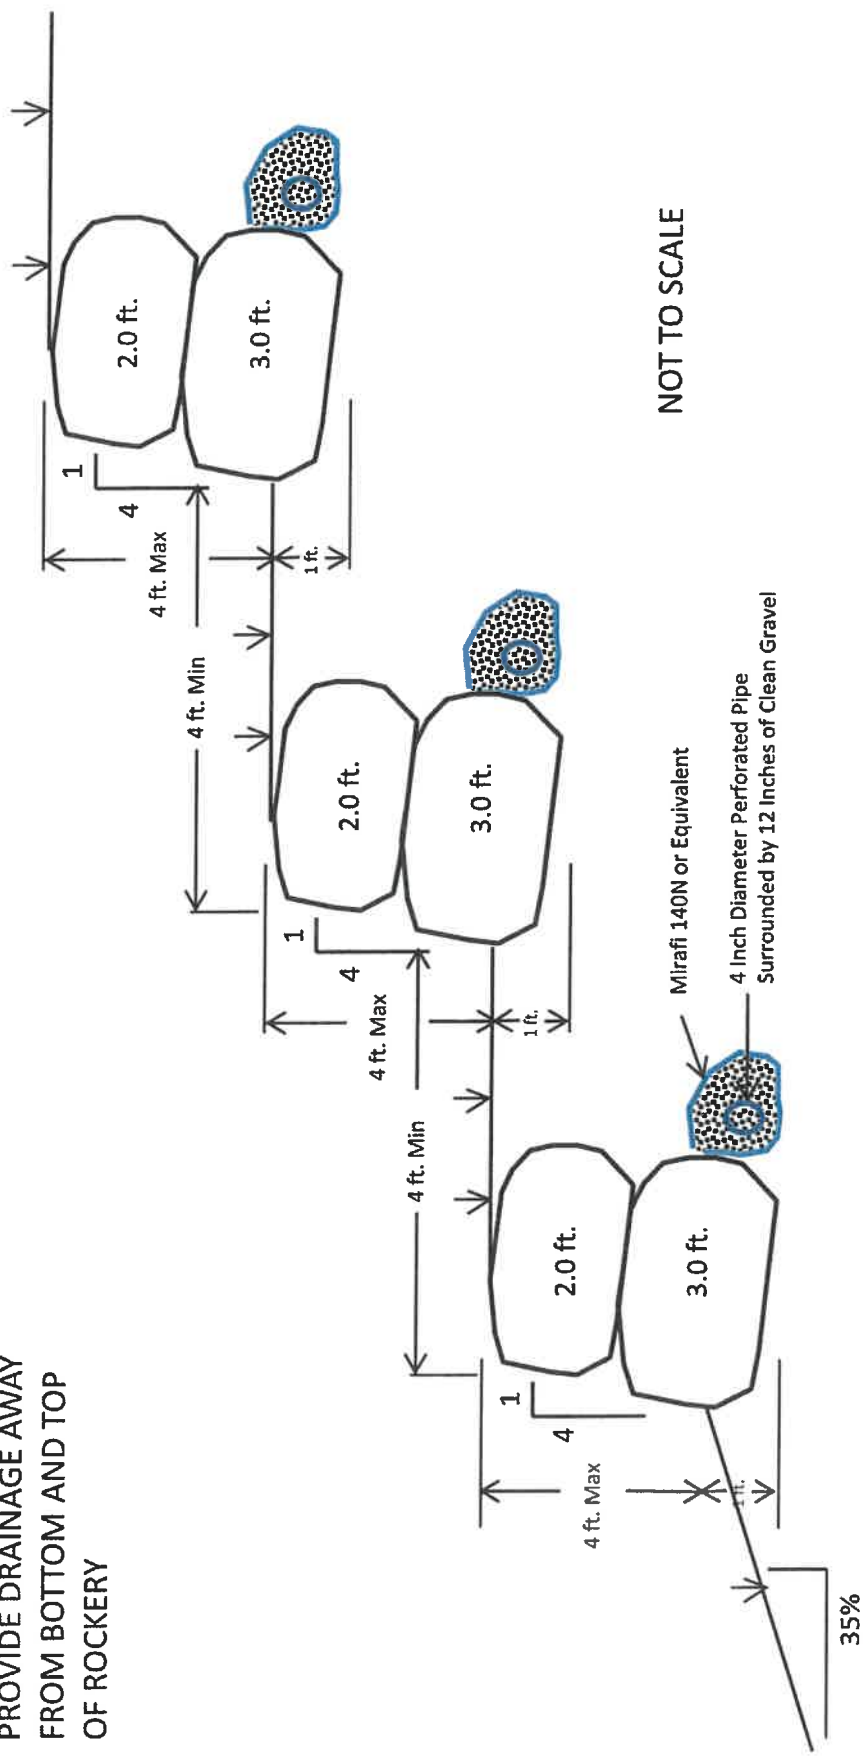 PROVIDE DRAINAGE AWAY
FROM BOTTOM AND TOP
OF ROCKERY
1
4
4 ft. Max
4 ft. Min
1 ft.
2.0 ft.
3.0 ft.
1
4
4 ft. Max
4 ft. Min
1 ft.
2.0 ft.
3.0 ft.
1
4
4 ft. Max
1 ft.
2.0 ft.
3.0 ft.
35%
Mirafi 140N or Equivalent
4 Inch Diameter Perforated Pipe
Surrounded by 12 Inches of Clean Gravel
NOT TO SCALE